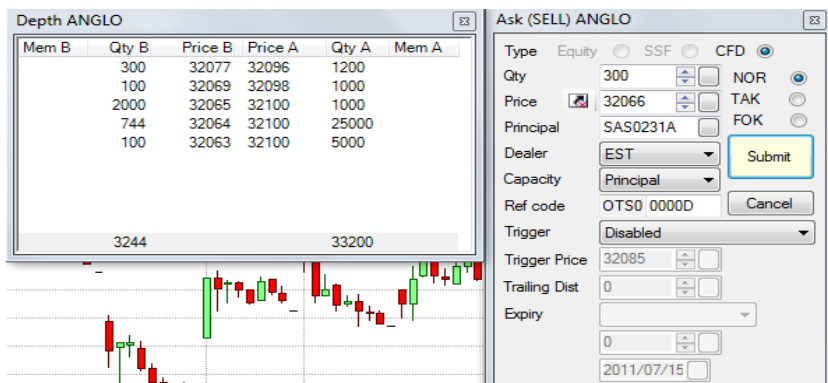 Depth ANGLO
Mem B Qty B Price B Price A Qty A Mem A
300 32077 32096 1200
100 32069 32098 1000
2000 32065 32100 1000
744 32064 32100 25000
100 32063 32100 5000
3244 33200
Ask (SELL) ANGLO
Type Equity SSF CFD
Qty 300 NOR
Price 32066 TAK
FOK
Principal SAS0231A
Dealer EST Submit
Capacity Principal
Ref code OTS0 0000D Cancel
Trigger Disabled
Trigger Price 32085
Trailing Dist 0
Expiry
0
2011/07/15